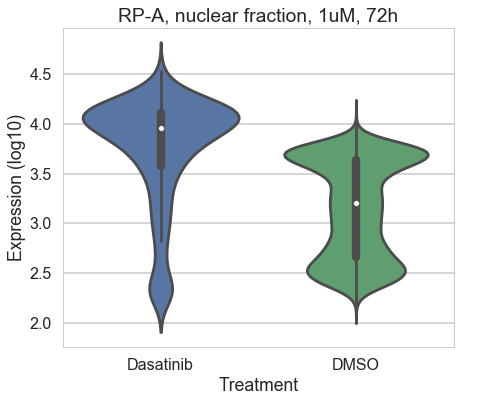 RP-A, nuclear fraction, 1uM, 72h
Expression (log10)
4.5
4.0
3.5
3.0
2.5
2.0
Dasatinib
DMSO
Treatment